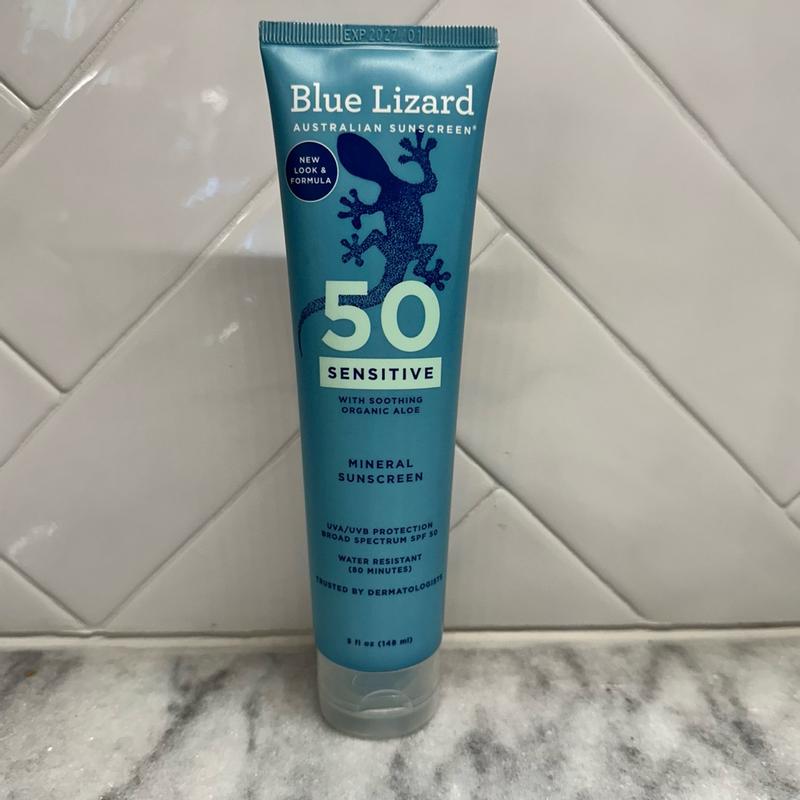 EXP 2027 01
Blue Lizard
AUSTRALIAN SUNSCREEN®
NEW
LOOK &
FORMULA
50
SENSITIVE
WITH SOOTHING
ORGANIC ALOE
MINERAL
SUNSCREEN
UVA/UVB PROTECTION
BROAD SPECTRUM SPF 50
WATER RESISTANT
(80 MINUTES)
TRUSTED BY DERMATOLOGISTS
5 fl oz (148 ml)